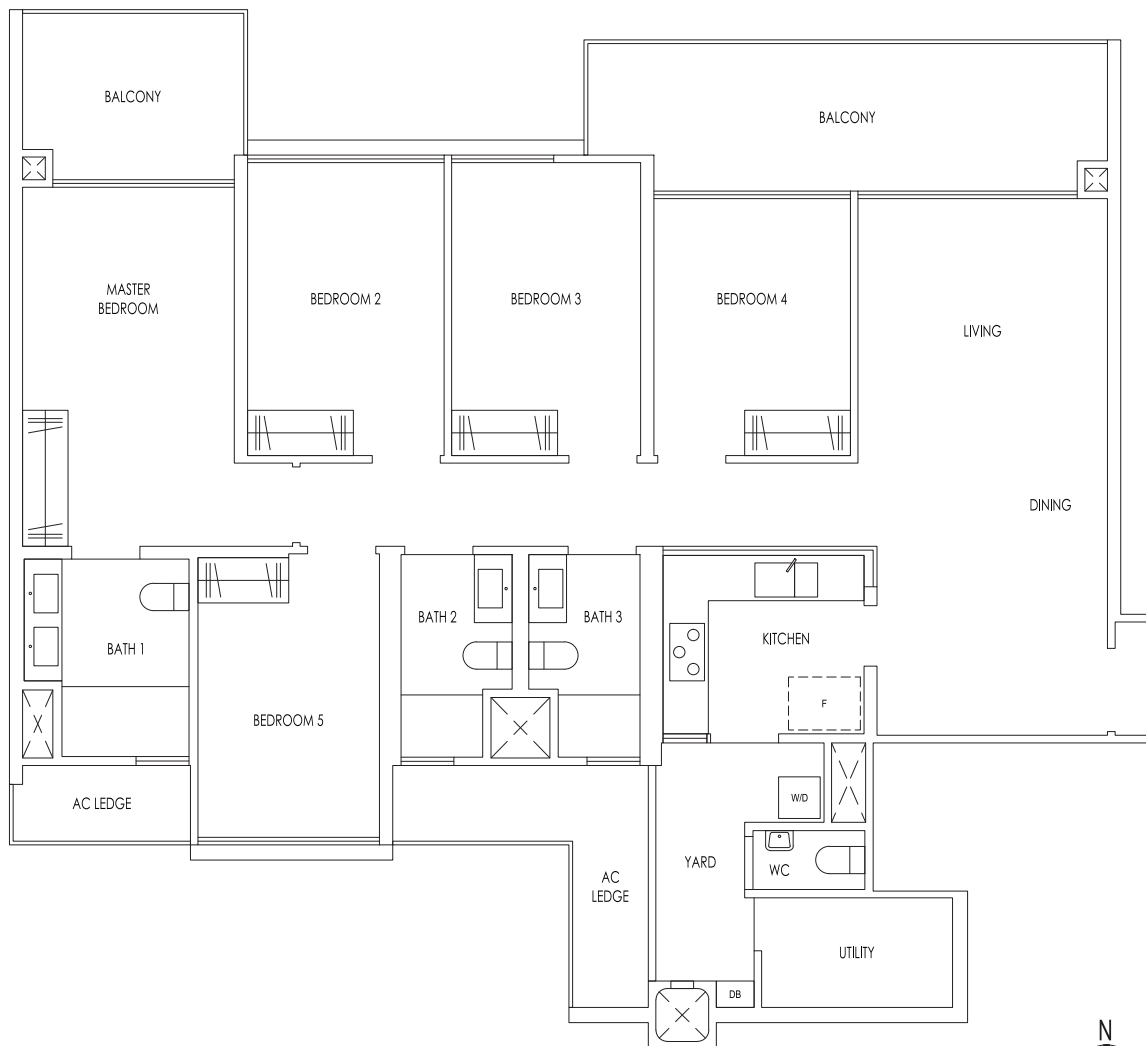 BALCONY
BALCONY
MASTER
BEDROOM
BEDROOM 2
BEDROOM 3
BEDROOM 4
LIVING
DINING
BATH 1
BATH 2
BATH 3
KITCHEN
BEDROOM 5
F
AC LEDGE
W/D
YARD
WC
AC
LEDGE
UTILITY
DB
N